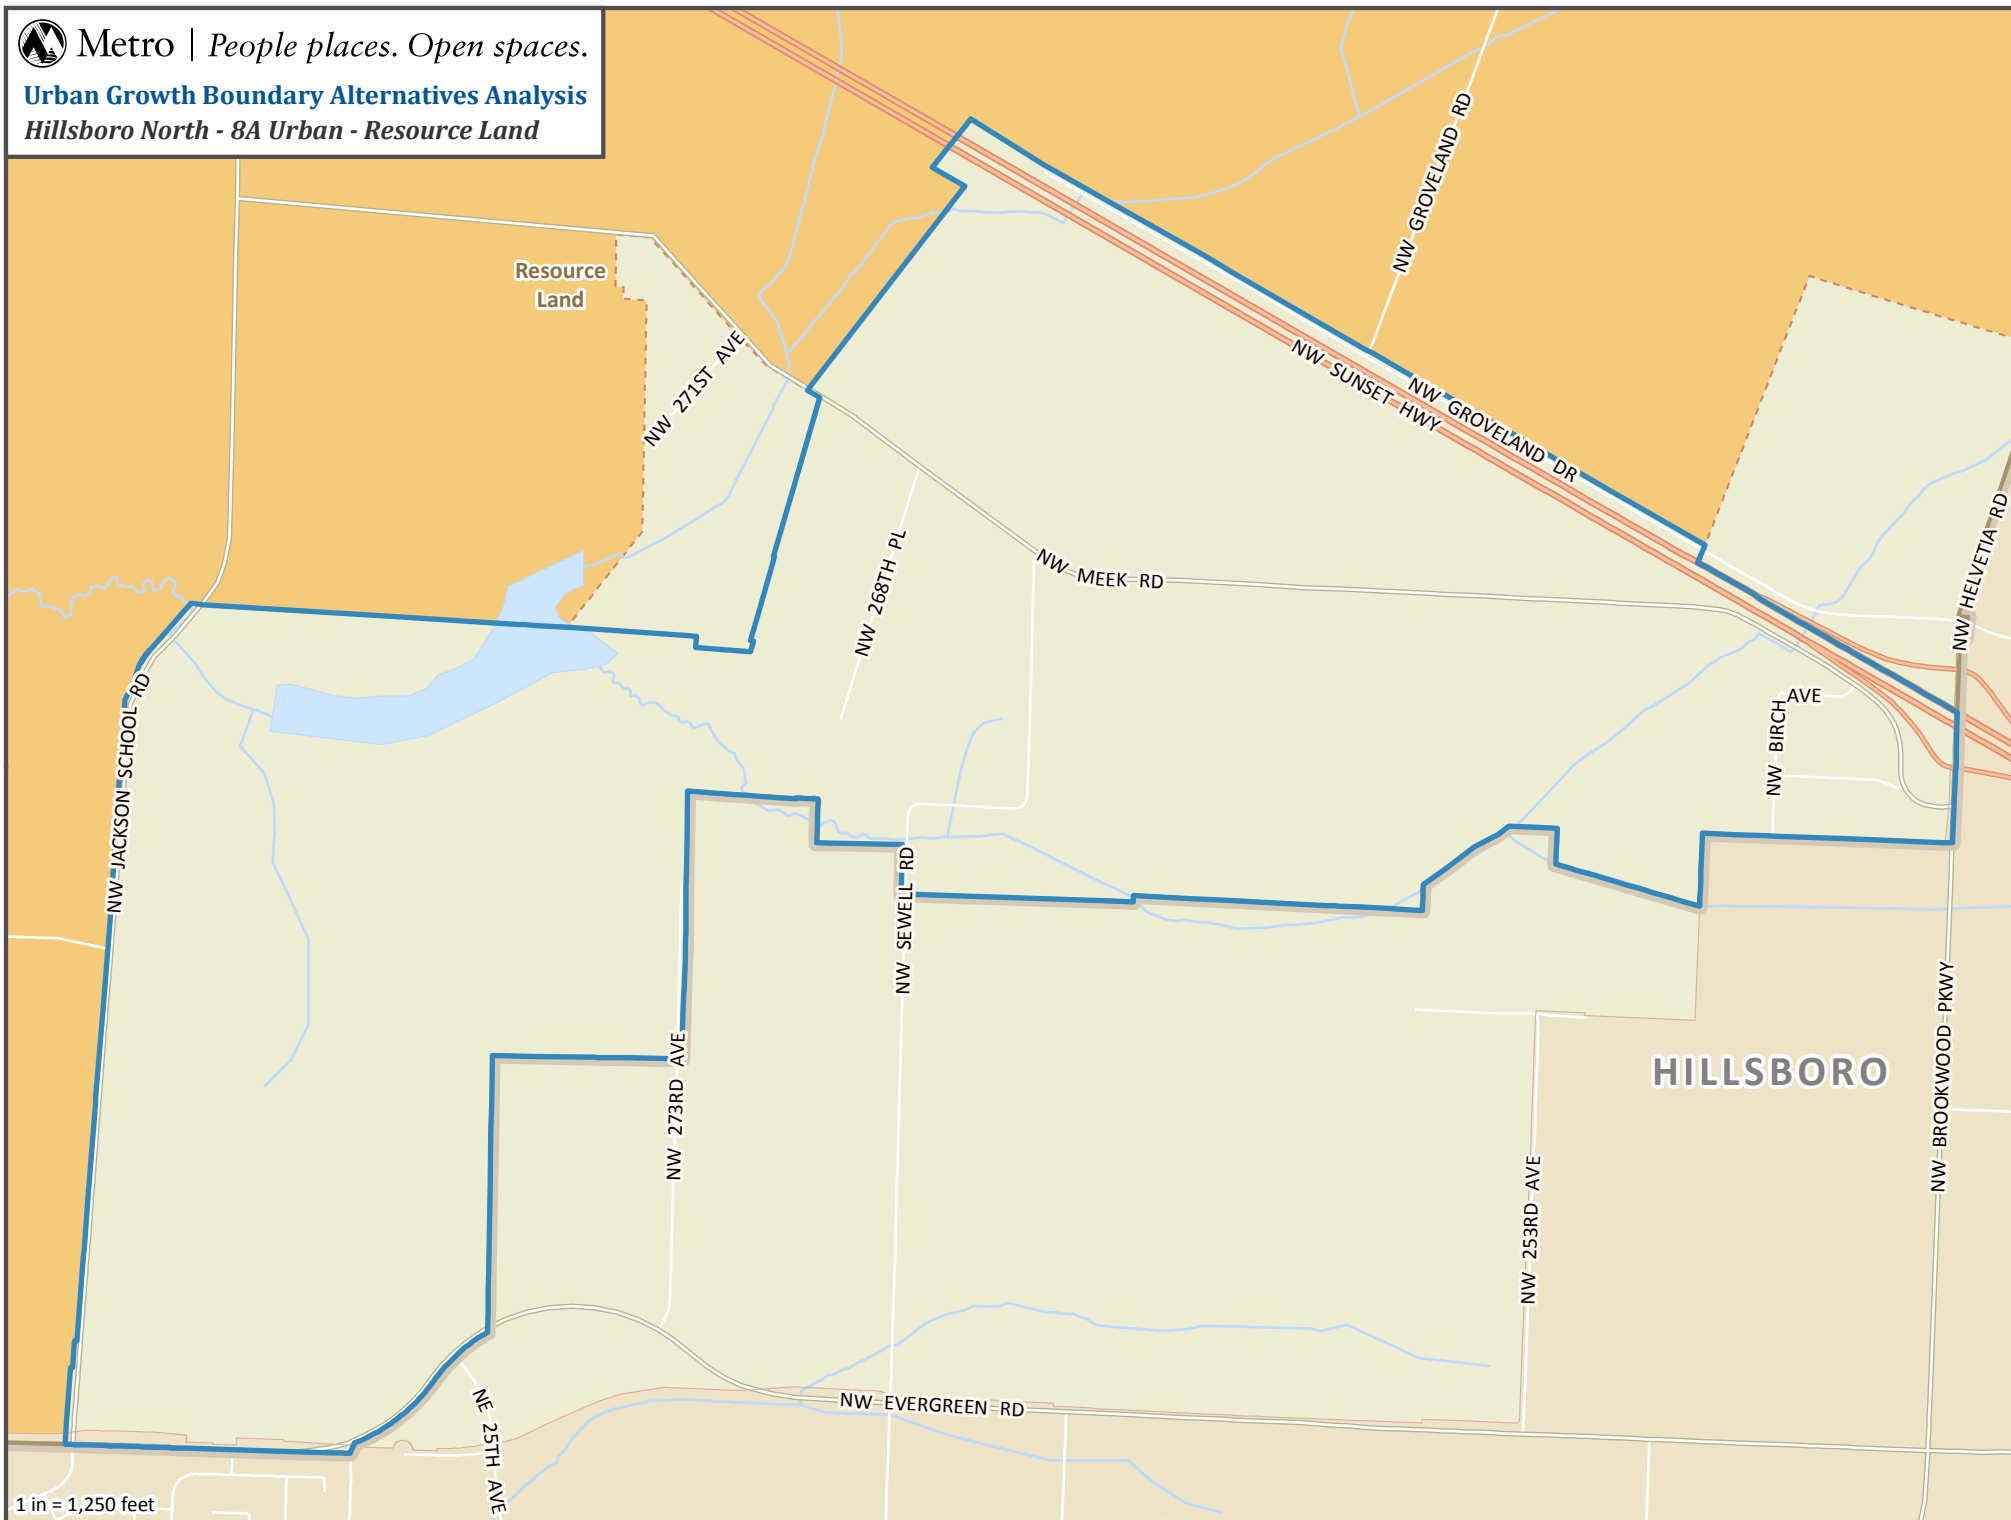 Metro | People places. Open spaces.
Urban Growth Boundary Alternatives Analysis
Hillsboro North - 8A Urban - Resource Land
NW GROVELAND RD
Resource
Land
NW 271ST AVE
NW SUNSET HWY
NW GROVELAND DR
NW HELVETIA RD
NW 268TH PL
NW MEEK RD
NW JACKSON SCHOOL RD
NW BIRCH AVE
NW SEWELL RD
NW BROOKWOOD PKWY
NW 273RD AVE
HILLSBORO
NW 253RD AVE
NW EVERGREEN RD
NE 25TH AVE
1 in = 1,250 feet